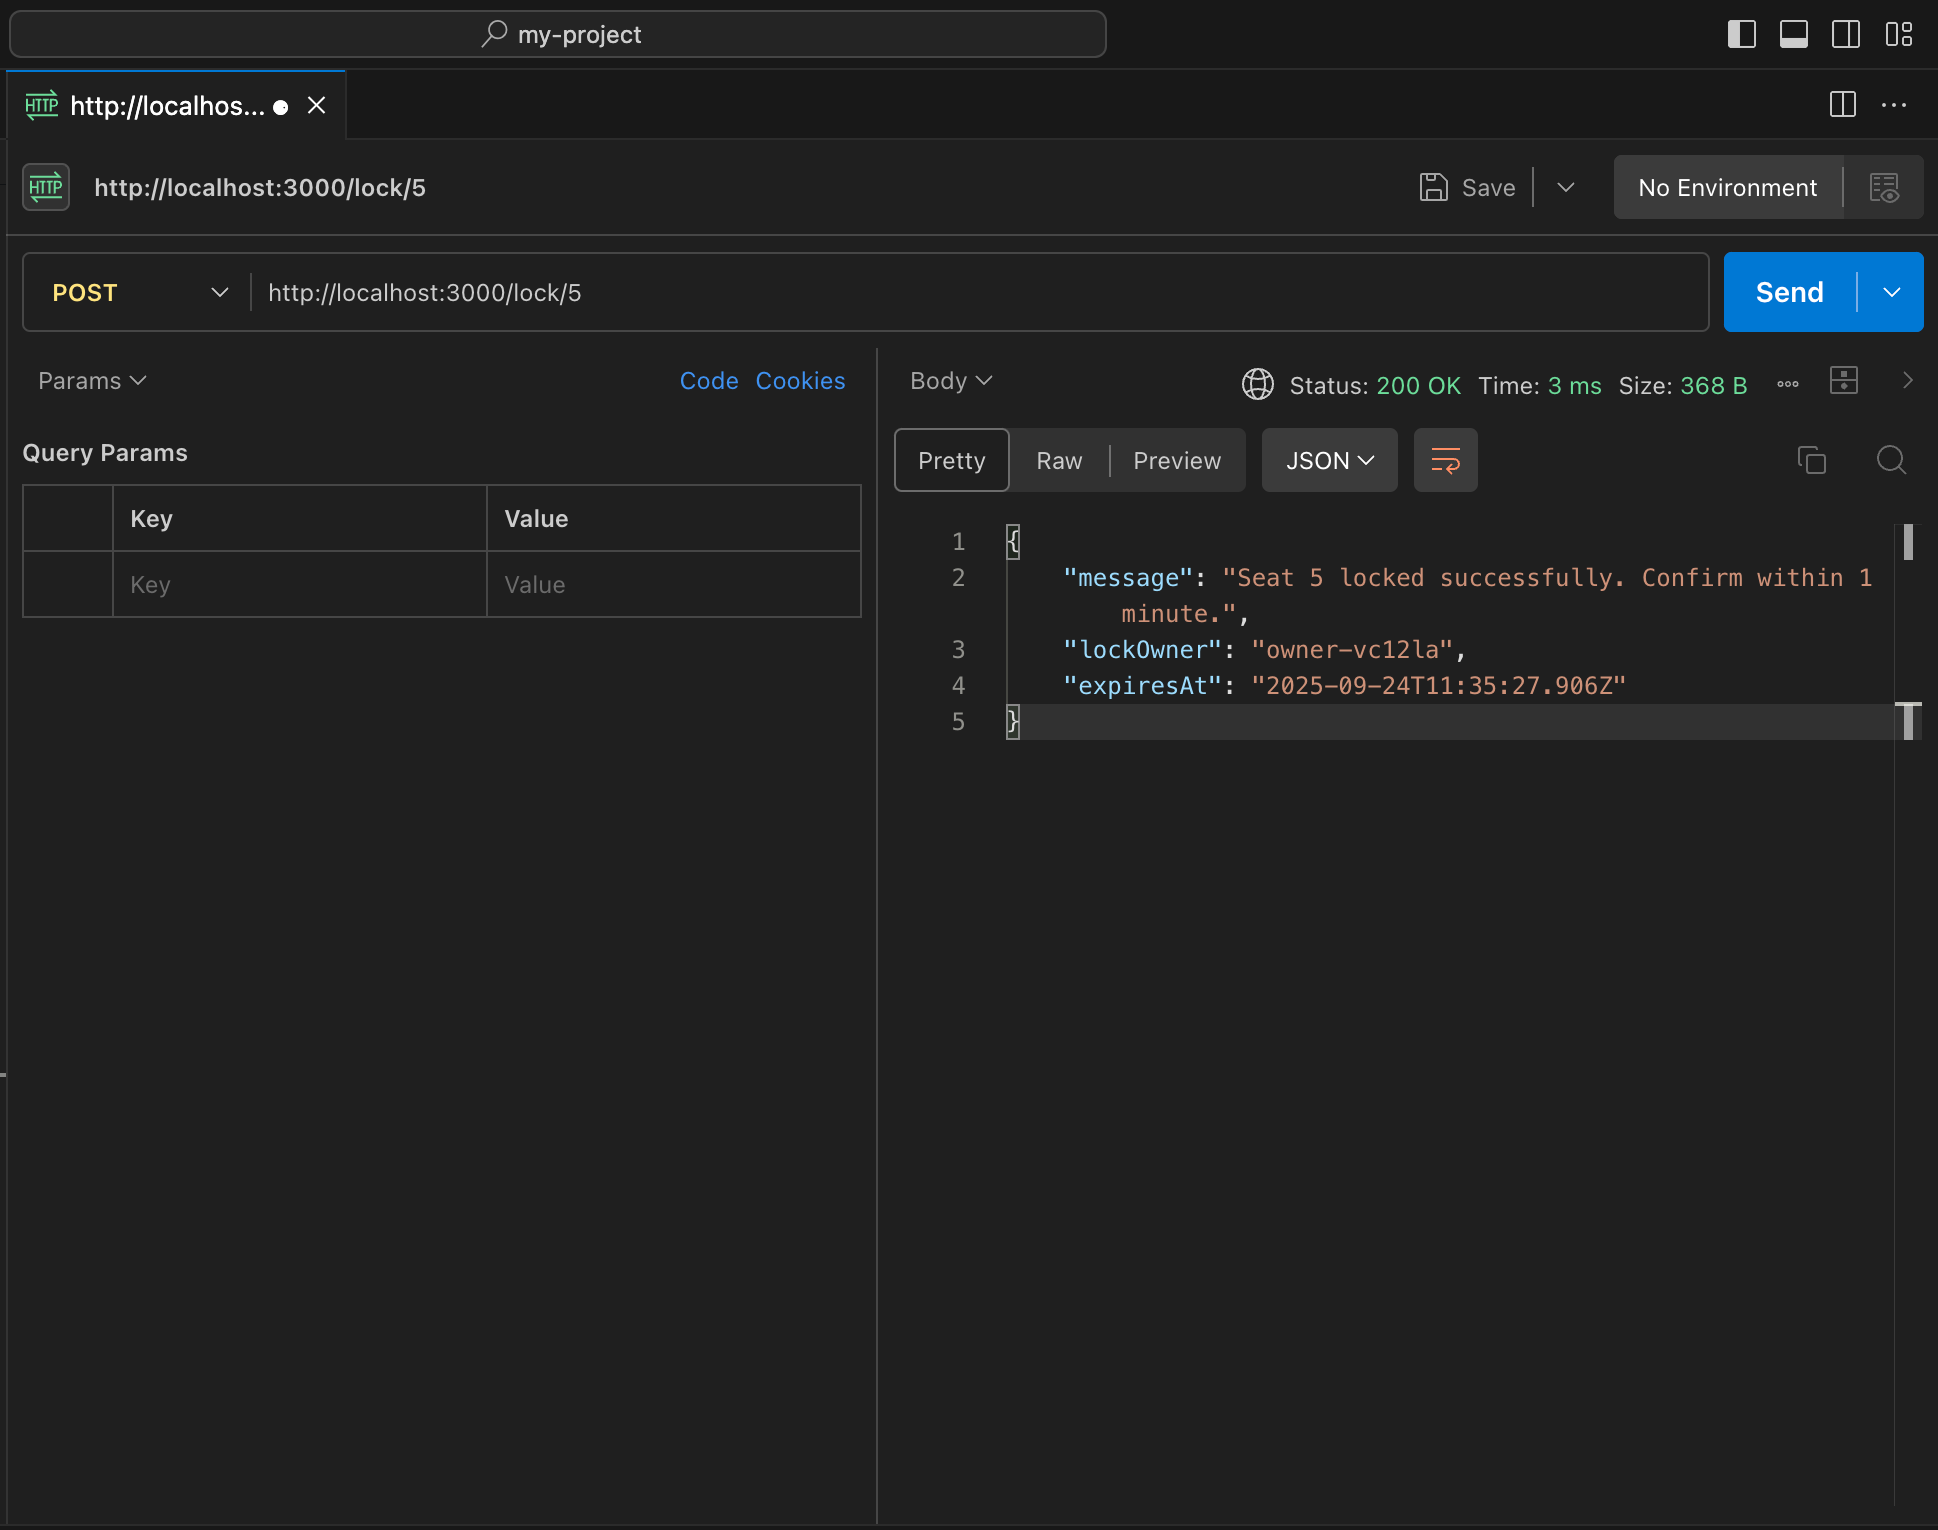 my-project
HTTP http://localhos...
HTTP http://localhost:3000/lock/5 Save No Environment
POST http://localhost:3000/lock/5 Send
Params Code Cookies
Body Status: 200 OK Time: 3 ms Size: 368 B
Query Params
Key Value
Key Value
Pretty Raw Preview JSON
1 {
2 "message": "Seat 5 locked successfully. Confirm within 1
minute.",
3 "lockOwner": "owner-vc12la",
4 "expiresAt": "2025-09-24T11:35:27.906Z"
5 }